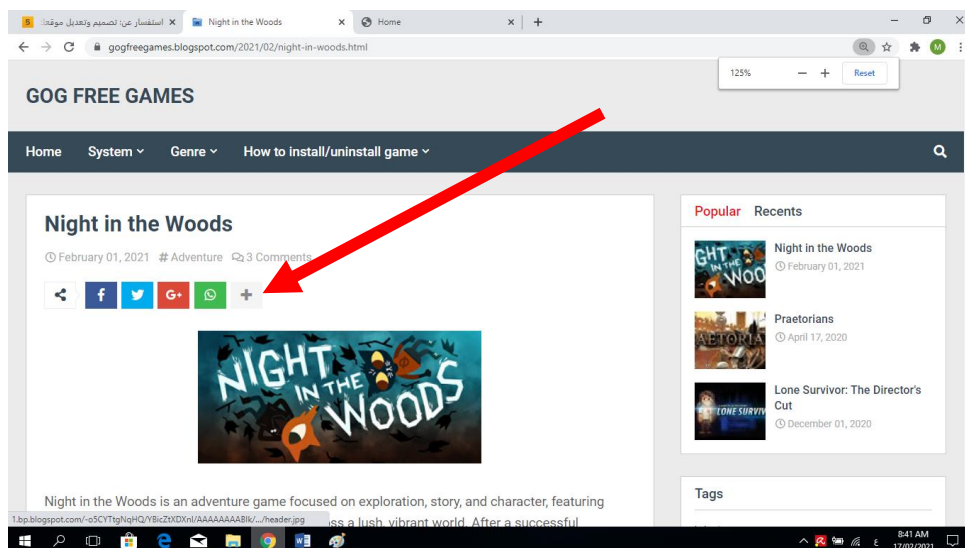 استفسار عن: تصميم وتعديل موقعا
Night in the Woods
Home
gogfreegames.blogspot.com/2021/02/night-in-woods.html
M
125%
Reset
GOG FREE GAMES
Home System Genre How to install/uninstall game
Night in the Woods
February 01, 2021 # Adventure 3 Comments
f G+
NIGHT
IN THE
WOODS
Night in the Woods is an adventure game focused on exploration, story, and character, featuring
ss a lush, vibrant world. After a successful
Popular Recents
Night in the Woods
February 01, 2021
Praetorians
April 17, 2020
Lone Survivor: The Director's
Cut
December 01, 2020
Tags
1.bp.blogspot.com/-o5CYTtgNqHQ/YBicZtXDXnI/AAAAAAAABlk/.../header.jpg
ع
8:41 AM
17/02/2021